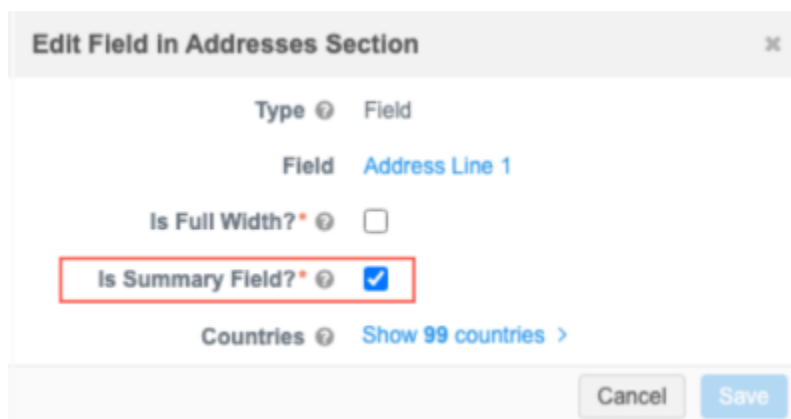 Edit Field in Addresses Section
Type Field
Field Address Line 1
Is Full Width?*
Is Summary Field?*
Countries Show 99 countries >
Cancel Save